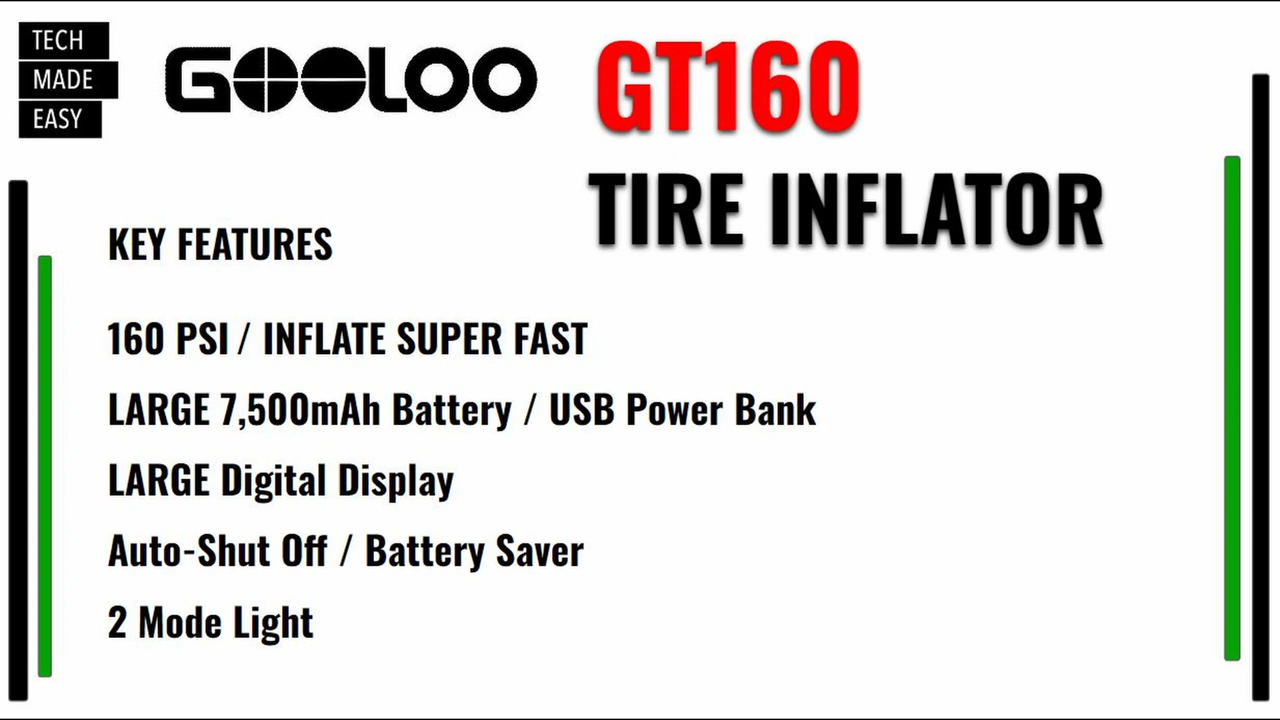 TECH
MADE
EASY
GOOLOO
GT160
TIRE INFLATOR
KEY FEATURES
160 PSI / INFLATE SUPER FAST
LARGE 7,500mAh Battery / USB Power Bank
LARGE Digital Display
Auto-Shut Off / Battery Saver
2 Mode Light